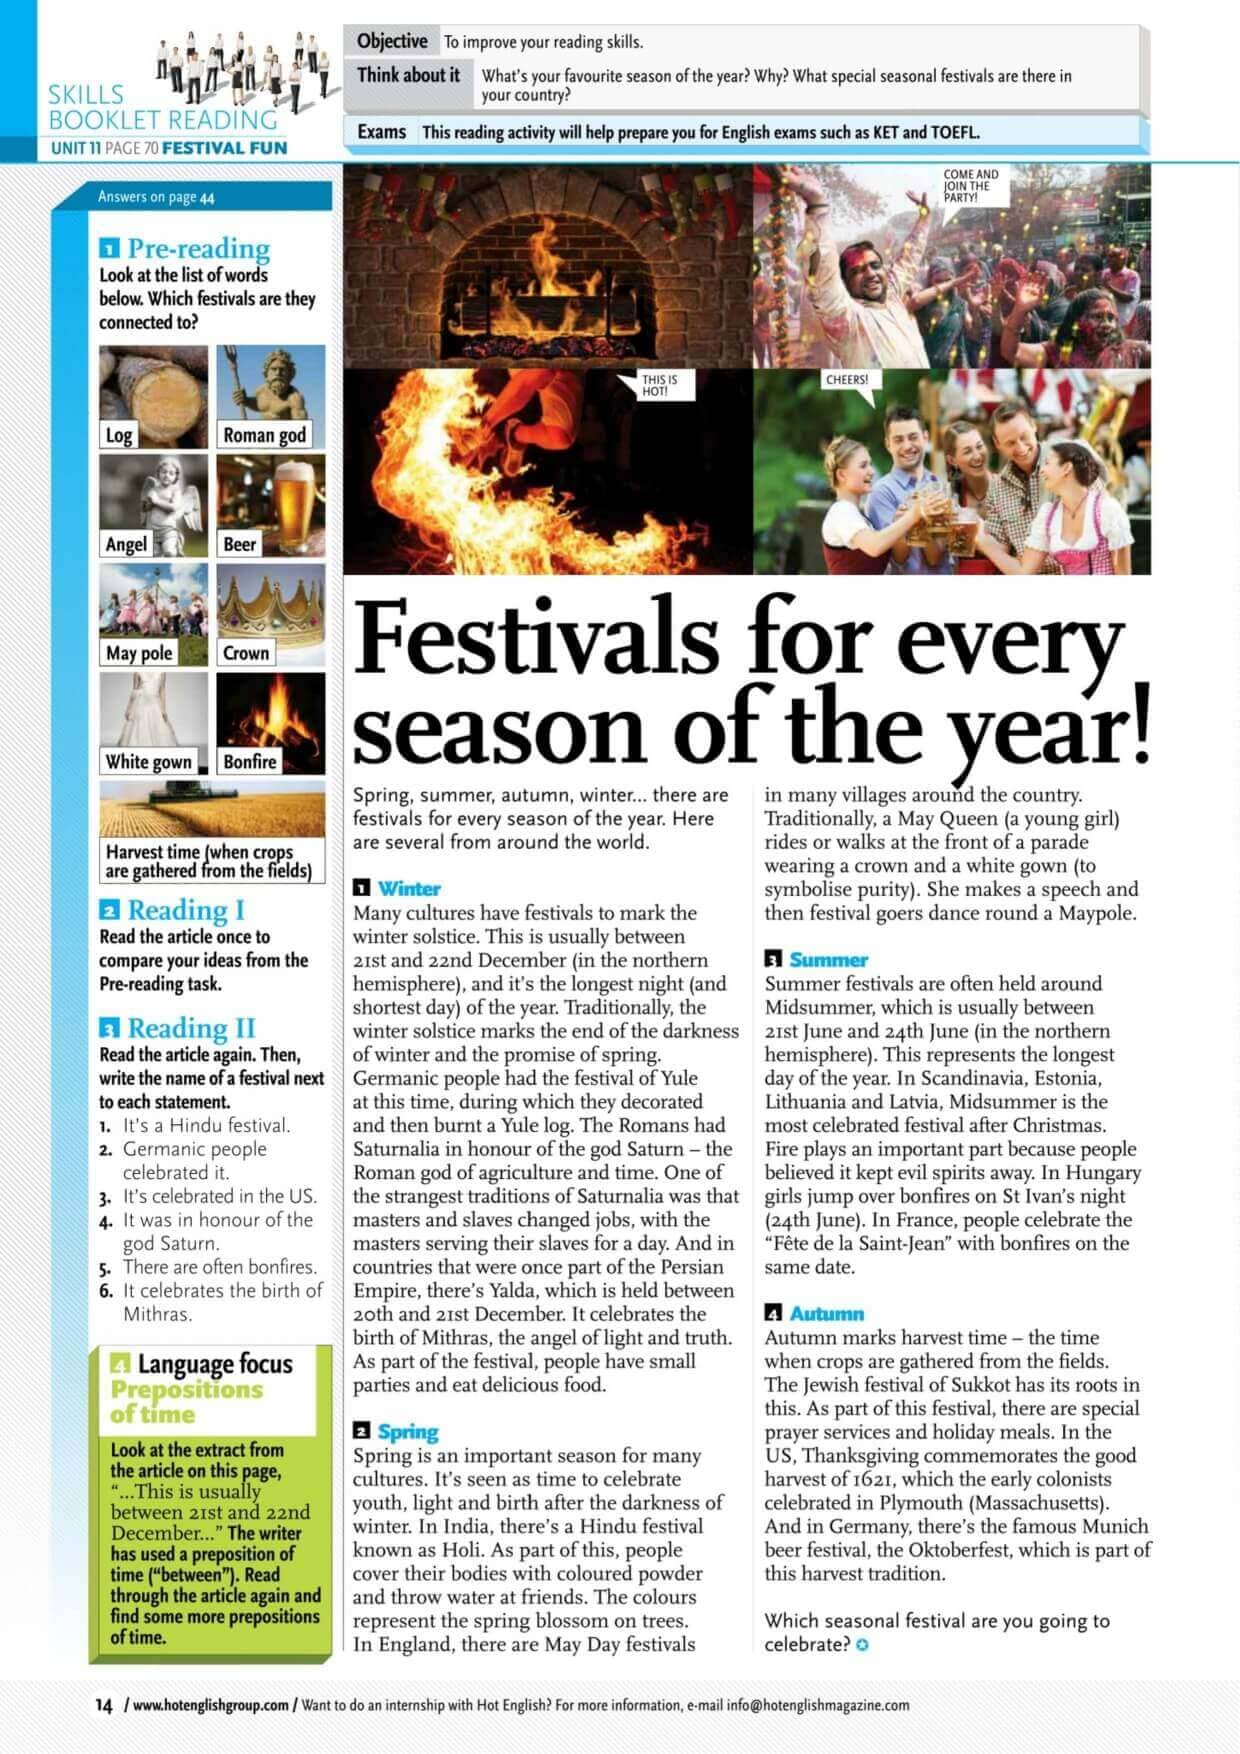 SKILLS
BOOKLET READING
UNIT 11 PAGE 70 FESTIVAL FUN
Objective To improve your reading skills.
Think about it What's your favourite season of the year? Why? What special seasonal festivals are there in
your country?
Exams This reading activity will help prepare you for English exams such as KET and TOEFL.
Answers on page 44
1 Pre-reading
Look at the list of words
below. Which festivals are they
connected to?
Log
Roman god
Angel
Beer
May pole
Crown
White gown
Bonfire
Harvest time (when crops
are gathered from the fields)
2 Reading I
Read the article once to
compare your ideas from the
Pre-reading task.
3 Reading II
Read the article again. Then,
write the name of a festival next
to each statement.
1. It's a Hindu festival.
2. Germanic people
celebrated it.
3. It's celebrated in the US.
4. It was in honour of the
god Saturn.
5. There are often bonfires.
6. It celebrates the birth of
Mithras.
4 Language focus
Prepositions
of time
Look at the extract from
the article on this page,
"...This is usually
between 21st and 22nd
December..." The writer
has used a preposition of
time ("between"). Read
through the article again and
find some more prepositions
of time.
COME AND
JOIN THE
PARTY!
THIS IS
HOT!
CHEERS!
Festivals for every
season of the year!
Spring, summer, autumn, winter... there are
festivals for every season of the year. Here
are several from around the world.
1 Winter
Many cultures have festivals to mark the
winter solstice. This is usually between
21st and 22nd December (in the northern
hemisphere), and it's the longest night (and
shortest day) of the year. Traditionally, the
winter solstice marks the end of the darkness
of winter and the promise of spring.
Germanic people had the festival of Yule
at this time, during which they decorated
and then burnt a Yule log. The Romans had
Saturnalia in honour of the god Saturn – the
Roman god of agriculture and time. One of
the strangest traditions of Saturnalia was that
masters and slaves changed jobs, with the
masters serving their slaves for a day. And in
countries that were once part of the Persian
Empire, there's Yalda, which is held between
20th and 21st December. It celebrates the
birth of Mithras, the angel of light and truth.
As part of the festival, people have small
parties and eat delicious food.
2 Spring
Spring is an important season for many
cultures. It's seen as time to celebrate
youth, light and birth after the darkness of
winter. In India, there's a Hindu festival
known as Holi. As part of this, people
cover their bodies with coloured powder
and throw water at friends. The colours
represent the spring blossom on trees.
In England, there are May Day festivals
in many villages around the country.
Traditionally, a May Queen (a young girl)
rides or walks at the front of a parade
wearing a crown and a white gown (to
symbolise purity). She makes a speech and
then festival goers dance round a Maypole.
3 Summer
Summer festivals are often held around
Midsummer, which is usually between
21st June and 24th June (in the northern
hemisphere). This represents the longest
day of the year. In Scandinavia, Estonia,
Lithuania and Latvia, Midsummer is the
most celebrated festival after Christmas.
Fire plays an important part because people
believed it kept evil spirits away. In Hungary
girls jump over bonfires on St Ivan's night
(24th June). In France, people celebrate the
"Fête de la Saint-Jean" with bonfires on the
same date.
4 Autumn
Autumn marks harvest time – the time
when crops are gathered from the fields.
The Jewish festival of Sukkot has its roots in
this. As part of this festival, there are special
prayer services and holiday meals. In the
US, Thanksgiving commemorates the good
harvest of 1621, which the early colonists
celebrated in Plymouth (Massachusetts).
And in Germany, there's the famous Munich
beer festival, the Oktoberfest, which is part of
this harvest tradition.
Which seasonal festival are you going to
celebrate?
14 / www.hotenglishgroup.com / Want to do an internship with Hot English? For more information, e-mail info@hotenglishmagazine.com